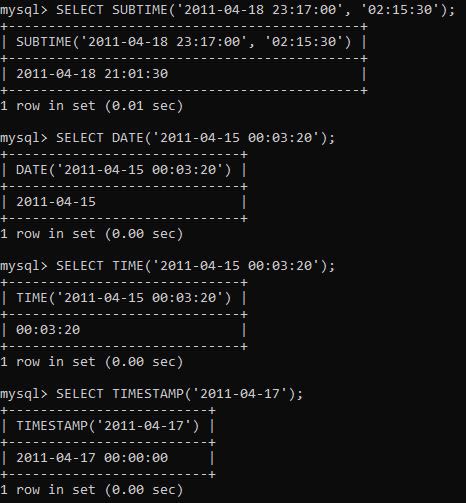 mysql> SELECT SUBTIME('2011-04-18 23:17:00', '02:15:30');
+--------------------------------------------+
| SUBTIME('2011-04-18 23:17:00', '02:15:30') |
+--------------------------------------------+
| 2011-04-18 21:01:30                        |
+--------------------------------------------+
1 row in set (0.01 sec)

mysql> SELECT DATE('2011-04-15 00:03:20');
+-----------------------------+
| DATE('2011-04-15 00:03:20') |
+-----------------------------+
| 2011-04-15                  |
+-----------------------------+
1 row in set (0.00 sec)

mysql> SELECT TIME('2011-04-15 00:03:20');
+-----------------------------+
| TIME('2011-04-15 00:03:20') |
+-----------------------------+
| 00:03:20                    |
+-----------------------------+
1 row in set (0.00 sec)

mysql> SELECT TIMESTAMP('2011-04-17');
+-------------------------+
| TIMESTAMP('2011-04-17') |
+-------------------------+
| 2011-04-17 00:00:00     |
+-------------------------+
1 row in set (0.00 sec)